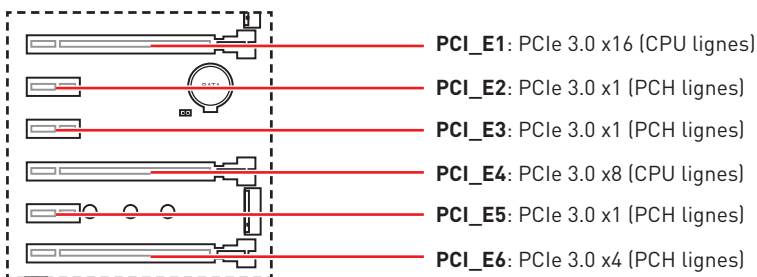 PCI_E1: PCIe 3.0 x16 (CPU lignes)
PCI_E2: PCIe 3.0 x1 (PCH lignes)
BAT1
PCI_E3: PCIe 3.0 x1 (PCH lignes)
PCI_E4: PCIe 3.0 x8 (CPU lignes)
PCI_E5: PCIe 3.0 x1 (PCH lignes)
PCI_E6: PCIe 3.0 x4 (PCH lignes)